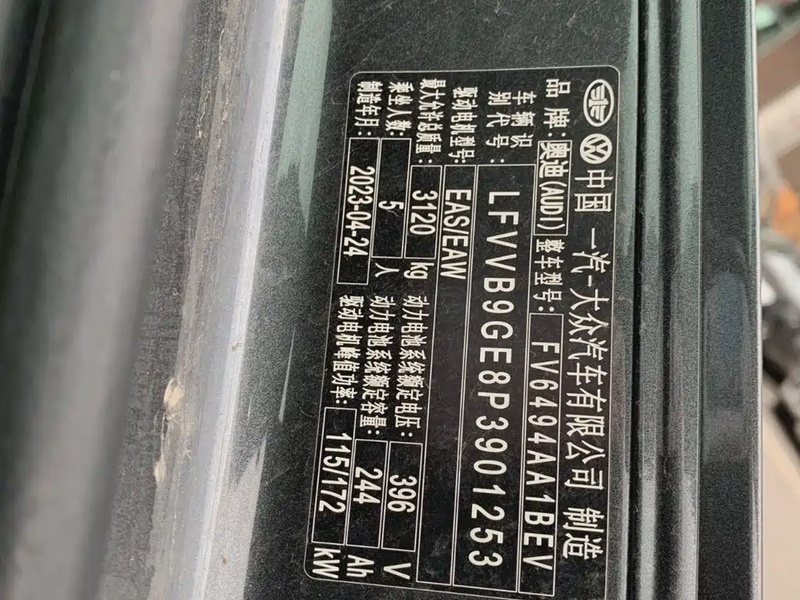 中国 一汽-大众汽车有限公司 制造
品 牌: 奥迪(AUDI) 整车型号: FV6494AA1BEV
车辆识别代号: LFVVB9GE8P3901253
驱动电机型号: EAS/EAW
最大允许总质量: 3120 kg 动力电池系统额定电压: 396 V
乘坐人数: 5 人 动力电池系统额定容量: 244 Ah
制造年月: 2023-04-24 驱动电机峰值功率: 115/172 kW